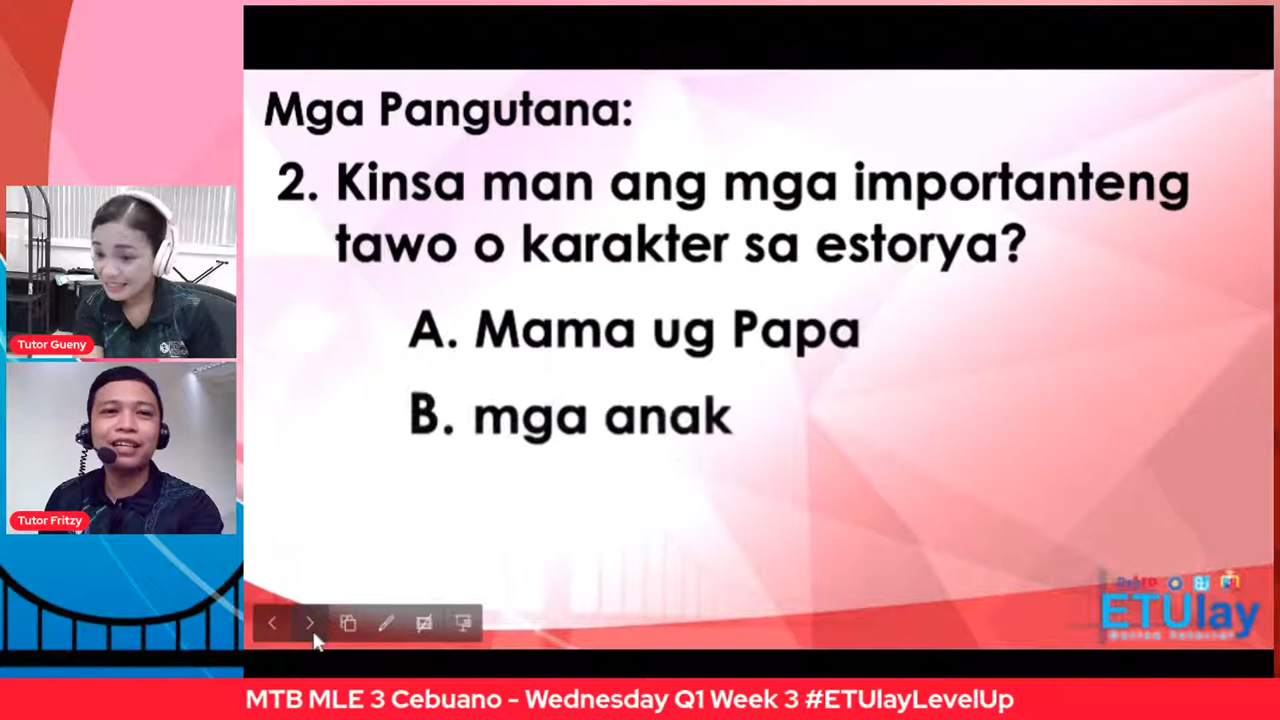 Mga Pangutana:
2. Kinsa man ang mga importanteng
tawo o karakter sa estorya?
A. Mama ug Papa
B. mga anak
Tutor Gueny
Tutor Fritzy
ETUlay
MTB MLE 3 Cebuano - Wednesday Q1 Week 3 #ETUlayLevelUp